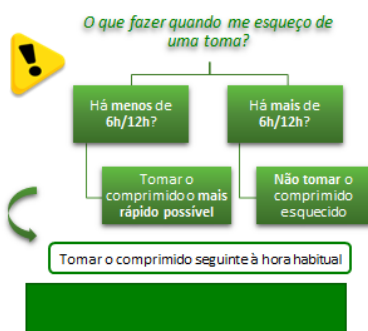 O que fazer quando me esqueço de
uma toma?
Há menos de
6h/12h?
Há mais de
6h/12h?
Tomar o
comprimido o mais
rápido possível
Não tomar o
comprimido
esquecido
Tomar o comprimido seguinte à hora habitual